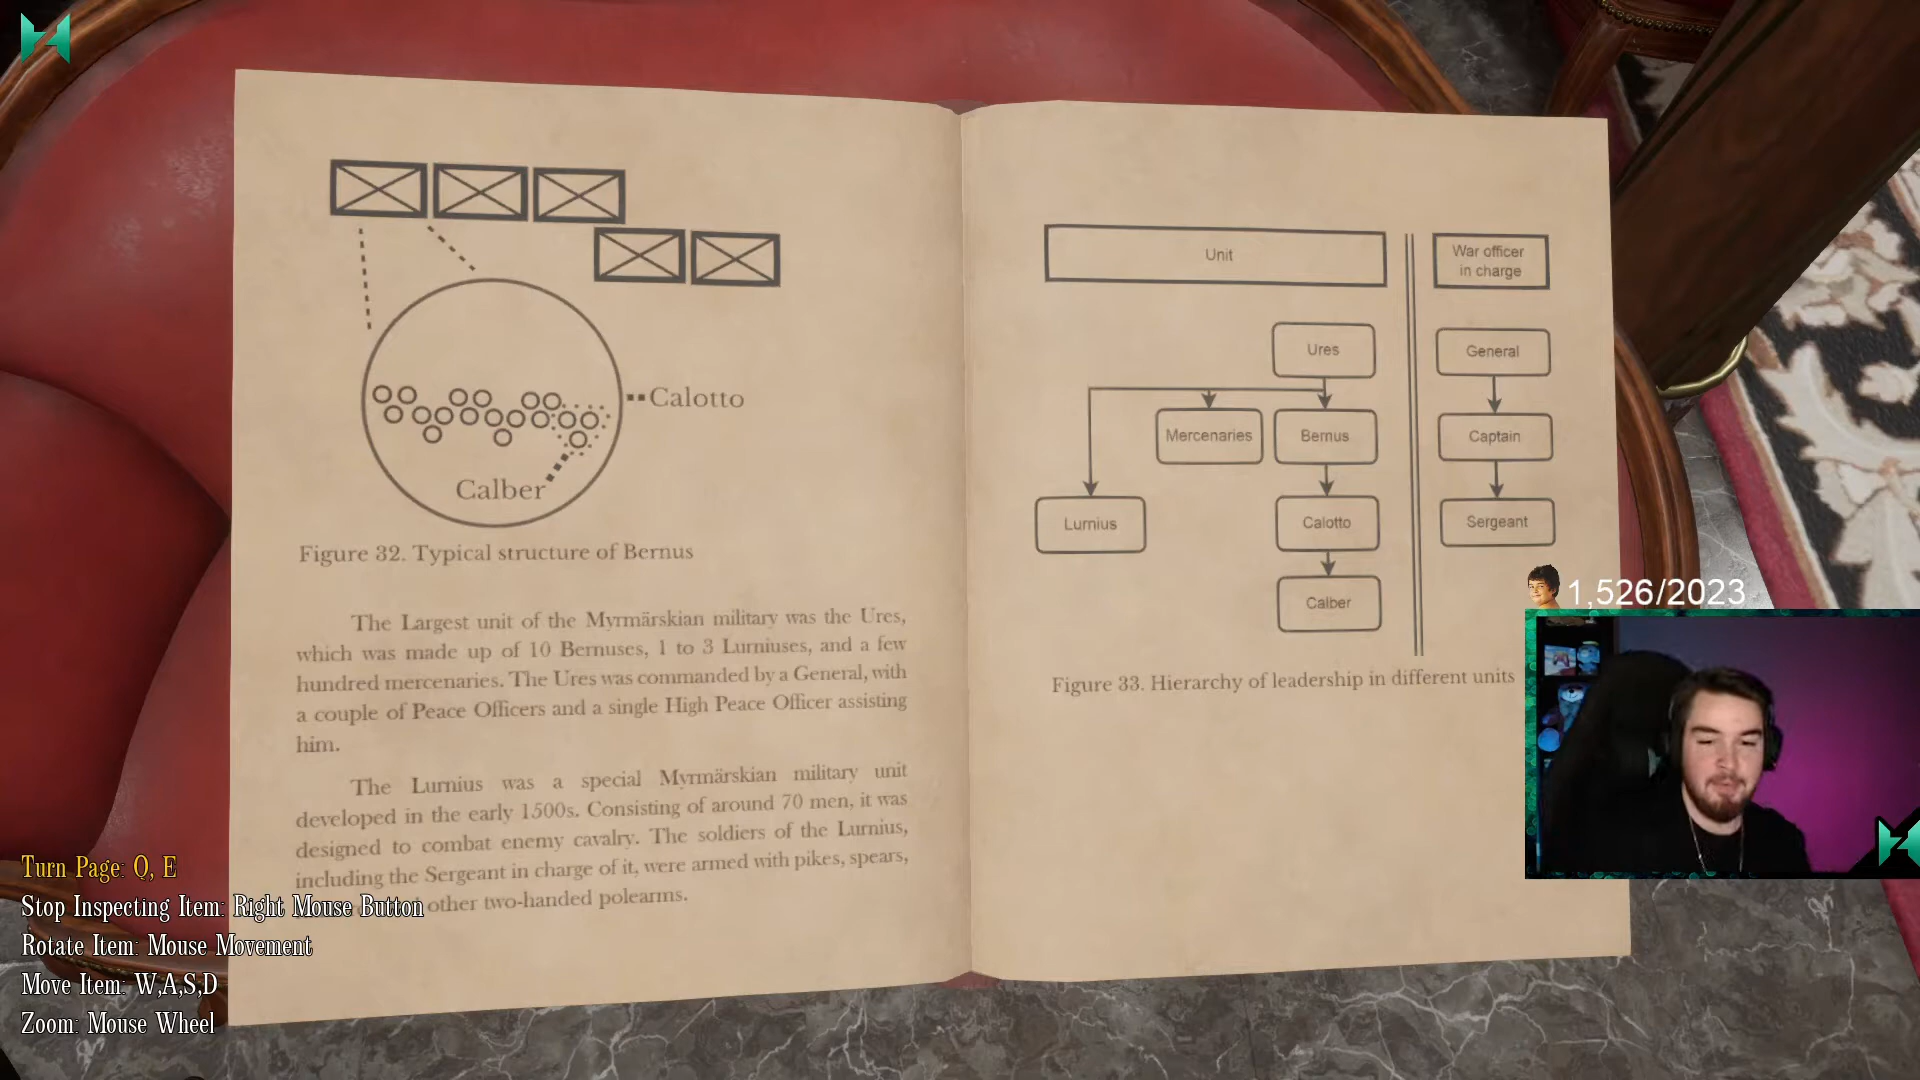 Calotto
Calber
Figure 32. Typical structure of Bernus
The Largest unit of the Myrmärskian military was the Ures,
which was made up of 10 Bernuses, 1 to 3 Lurniuses, and a few
hundred mercenaries. The Ures was commanded by a General, with
a couple of Peace Officers and a single High Peace Officer assisting
him.
The Lurnius was a special Myrmärskian military unit
developed in the early 1500s. Consisting of around 70 men, it was
designed to combat enemy cavalry. The soldiers of the Lurnius,
including the Sergeant in charge of it, were armed with pikes, spears,
other two-handed polearms.
Unit
War officer
in charge
Ures
General
Mercenaries
Bernus
Captain
Lurnius
Calotto
Sergeant
Calber
Figure 33. Hierarchy of leadership in different units
1,526/2023
Turn Page: Q, E
Stop Inspecting Item: Right Mouse Button
Rotate Item: Mouse Movement
Move Item: W,A,S,D
Zoom: Mouse Wheel